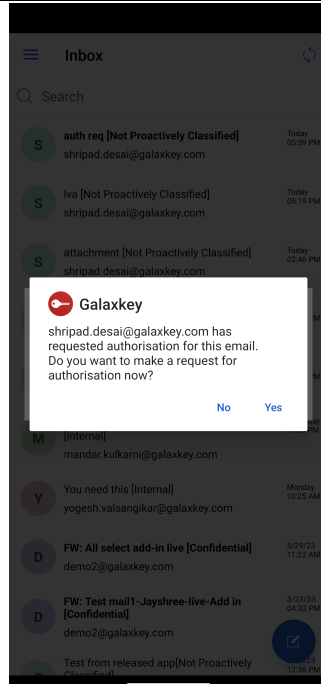 Inbox
Search
S
auth req [Not Proactively Classified]
Today
05:39 PM
shripad.desai@galaxkey.com
S
lva [Not Proactively Classified]
Today
05:19 PM
shripad.desai@galaxkey.com
S
attachment [Not Proactively Classified]
Today
02:46 PM
shripad.desai@galaxkey.com
Galaxkey
shripad.desai@galaxkey.com has
requested authorisation for this email.
Do you want to make a request for
authorisation now?
No Yes
M
[Internal]
PM
mandar.kulkarni@galaxkey.com
Y
You need this [Internal]
Monday
10:25 AM
yogesh.valsangikar@galaxkey.com
D
FW: All select add-in live [Confidential]
3/29/23
11:23 AM
demo2@galaxkey.com
D
FW: Test mail1-Jayshree-live-Add in
[Confidential]
3/23/23
04:33 PM
demo2@galaxkey.com
Test from released app[Not Proactively
12:36 PM